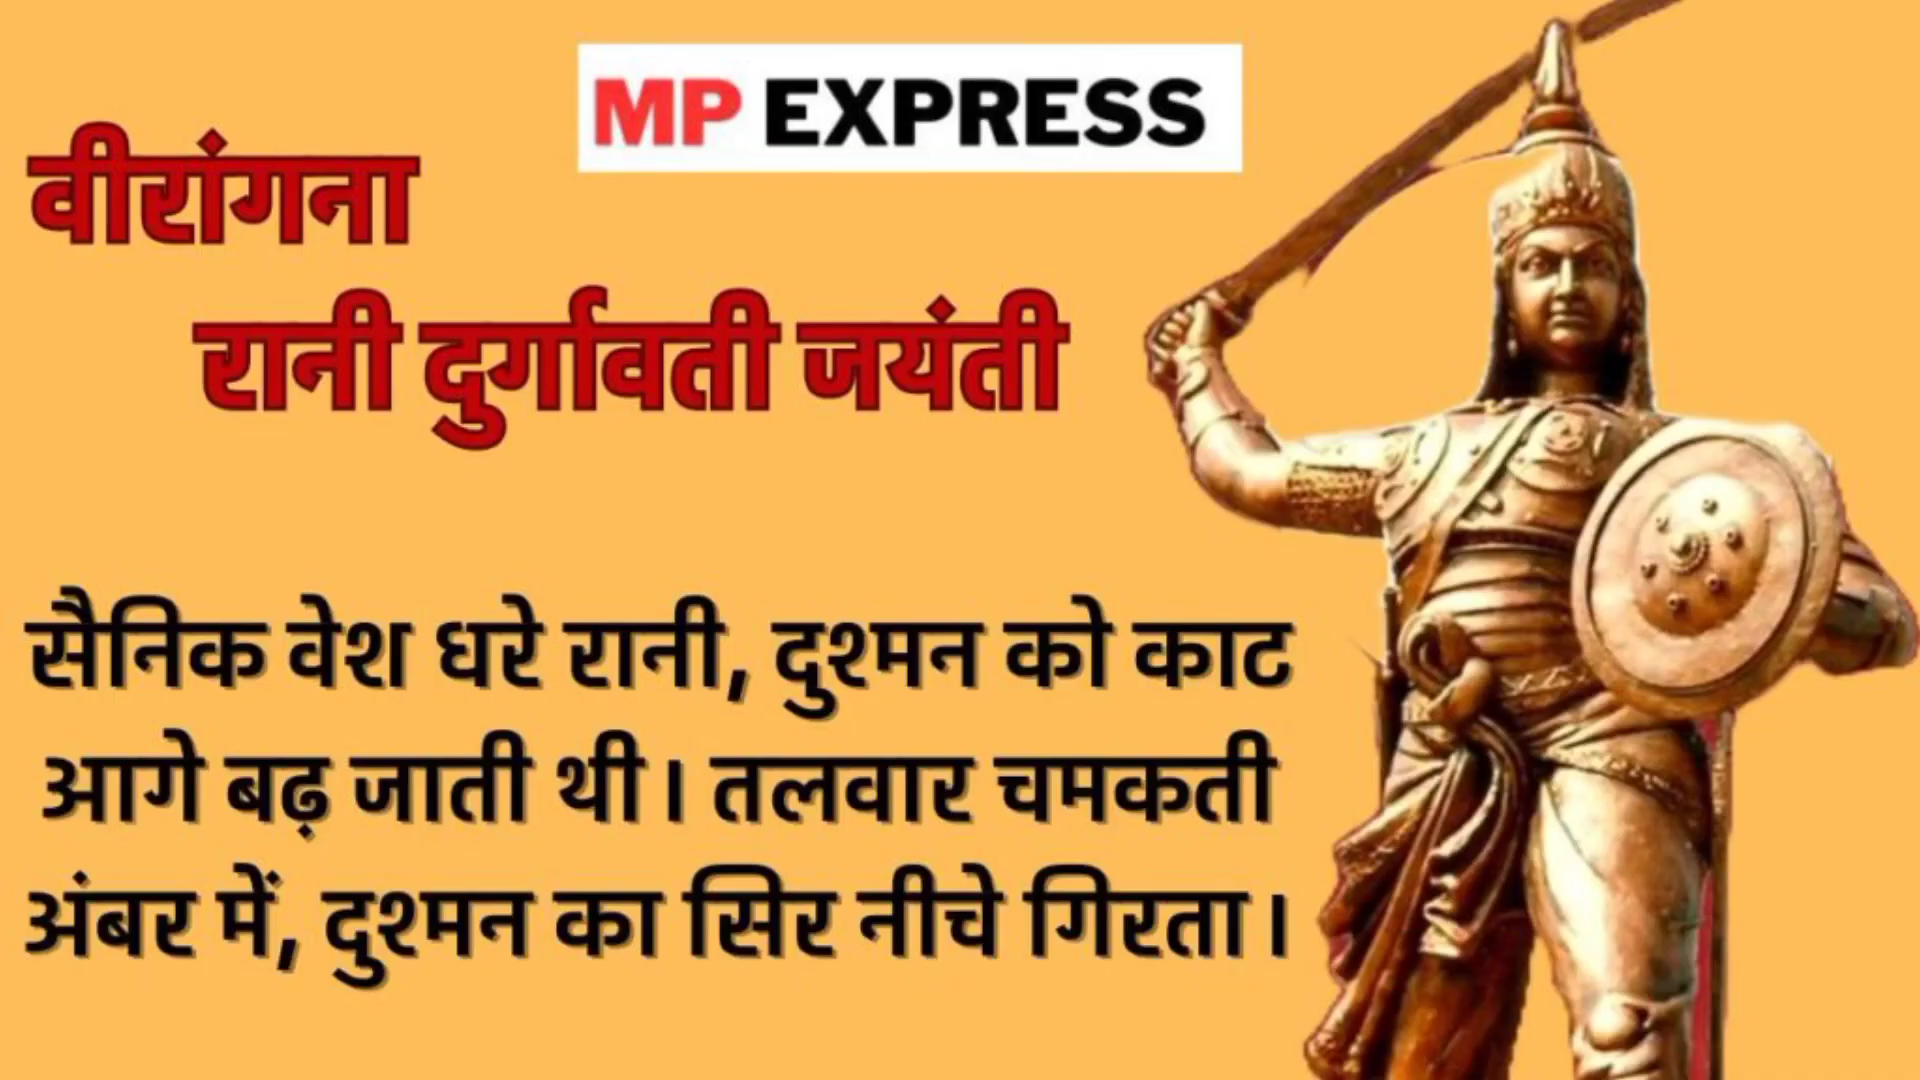 MP EXPRESS
वीरांगना
रानी दुर्गावती जयंती
सैनिक वेश धरे रानी, दुश्मन को काट
आगे बढ़ जाती थी। तलवार चमकती
अंबर में, दुश्मन का सिर नीचे गिरता।